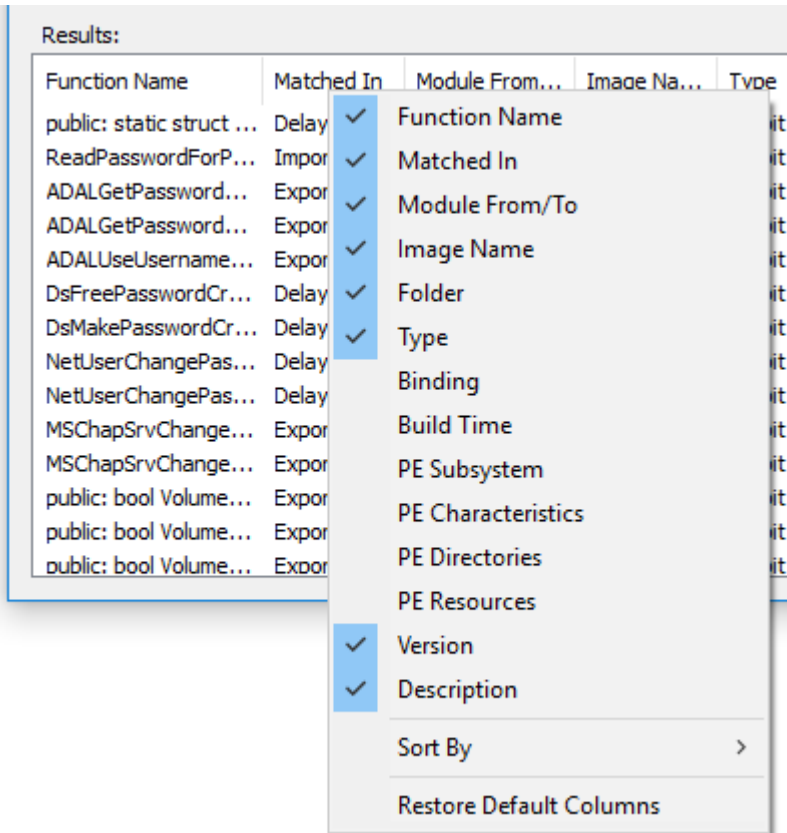 Results:
Function Name Matched In Module From... Image Na... Type
public: static struct ... Delay
ReadPasswordForP... Impor
ADALGetPassword... Expor
ADALGetPassword... Expor
ADALUseUsername... Expor
DsFreePasswordCr... Delay
DsMakePasswordCr... Delay
NetUserChangePas... Delay
NetUserChangePas... Delay
MSChapSrvChange... Expor
MSChapSrvChange... Expor
public: bool Volume... Expor
public: bool Volume... Expor
public: bool Volume... Expor
Function Name
Matched In
Module From/To
Image Name
Folder
Type
Binding
Build Time
PE Subsystem
PE Characteristics
PE Directories
PE Resources
Version
Description
Sort By
Restore Default Columns